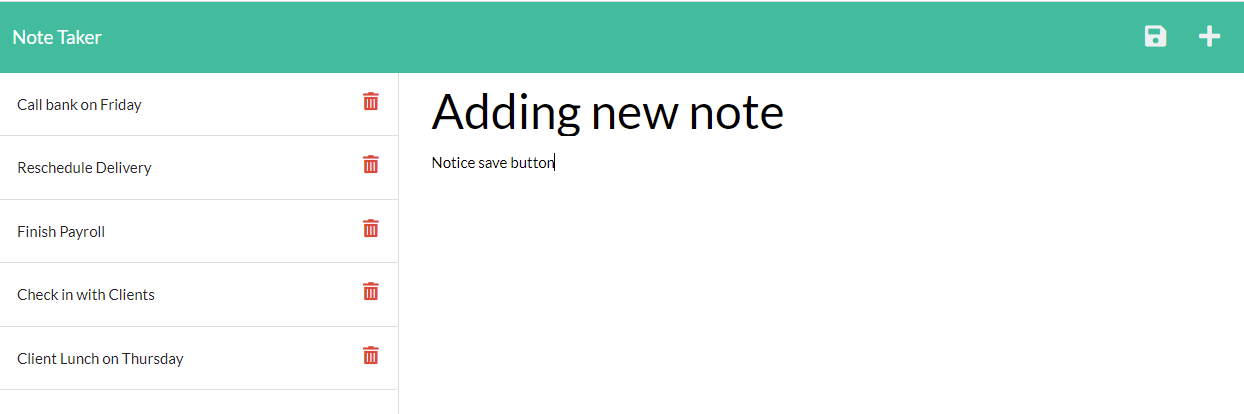 Note Taker
Call bank on Friday
Reschedule Delivery
Finish Payroll
Check in with Clients
Client Lunch on Thursday
Adding new note
Notice save button